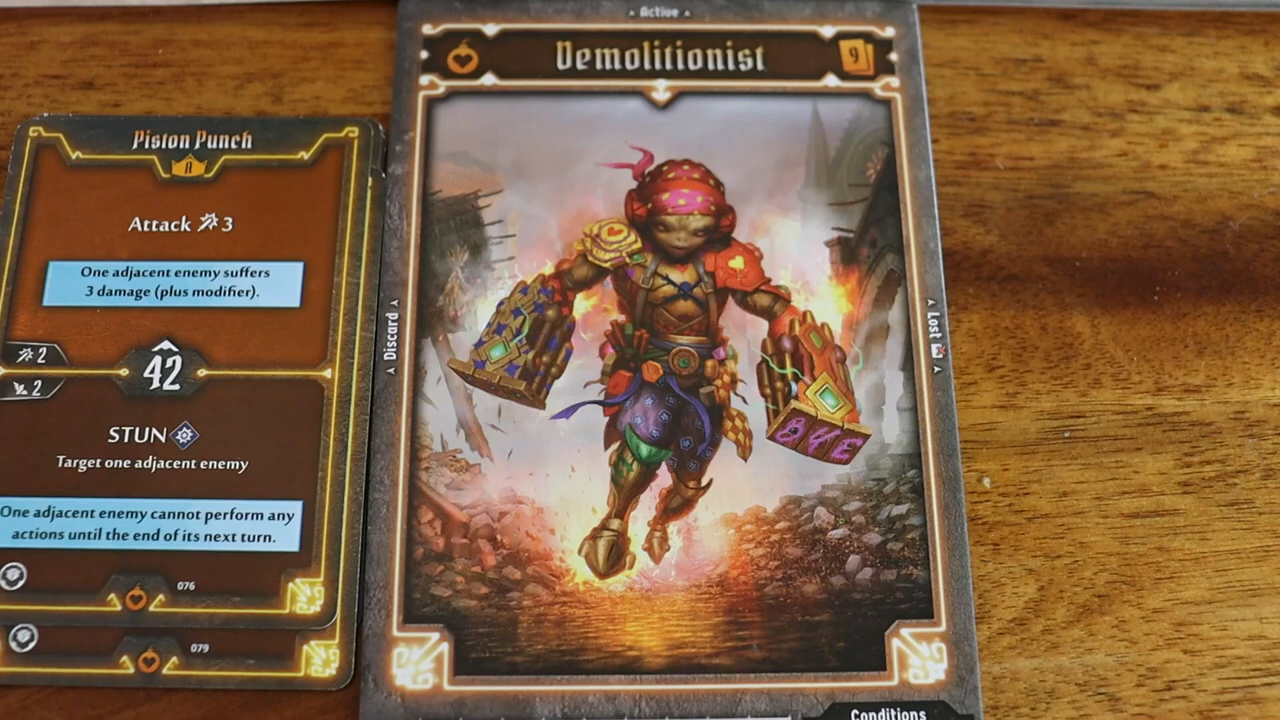 Active
Demolitionist
9
Piston Punch
A
Attack 3
One adjacent enemy suffers
3 damage (plus modifier).
2
42
2
STUN
Target one adjacent enemy
One adjacent enemy cannot perform any
actions until the end of its next turn.
076
079
Discard
Lost
BYE
Conditions